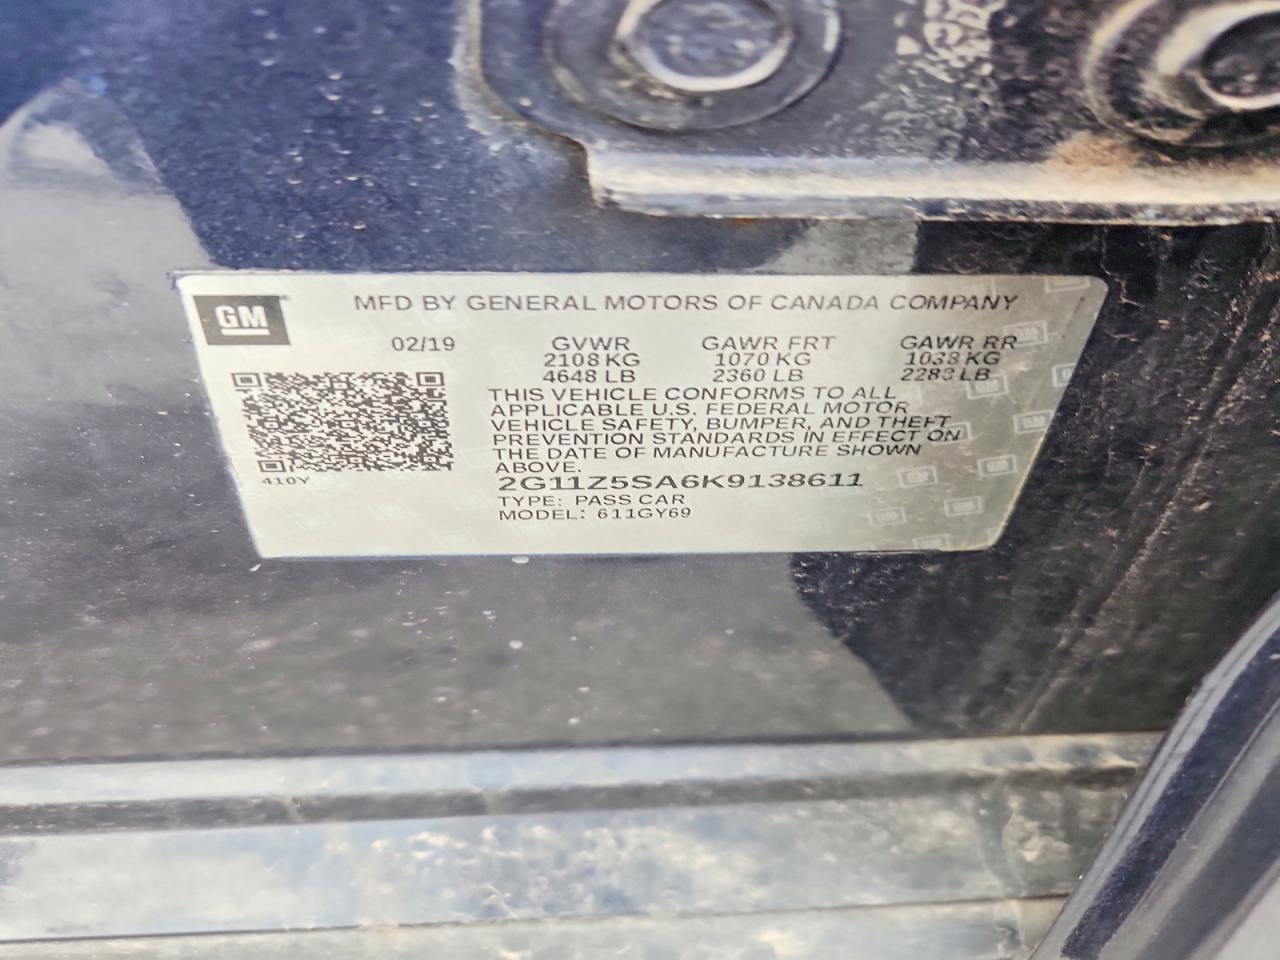 GM
MFD BY GENERAL MOTORS OF CANADA COMPANY
02/19 GVWR GAWR FRT GAWR RR
2108 KG 1070 KG 1038 KG
4648 LB 2360 LB 2283 LB
THIS VEHICLE CONFORMS TO ALL
APPLICABLE U.S. FEDERAL MOTOR
VEHICLE SAFETY, BUMPER, AND THEFT
PREVENTION STANDARDS IN EFFECT ON
THE DATE OF MANUFACTURE SHOWN
ABOVE.
410Y
2G11Z5SA6K9138611
TYPE: PASS CAR
MODEL: 611GY69